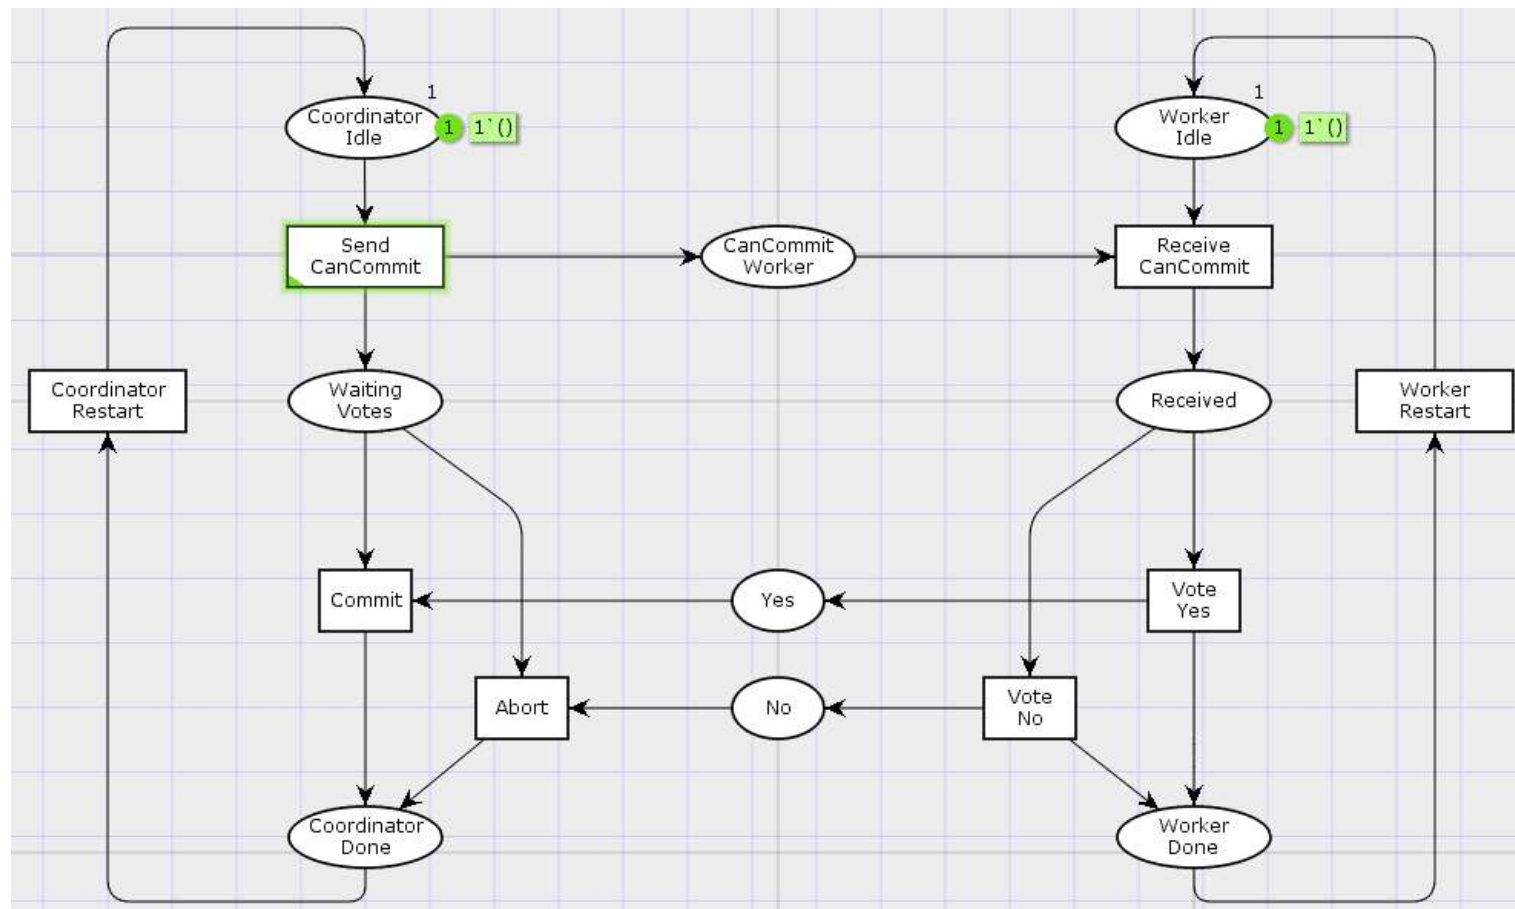 1
1
Coordinator
Idle
1
1`()
Worker
Idle
1
1`()
Send
CanCommit
CanCommit
Worker
Receive
CanCommit
Coordinator
Restart
Waiting
Votes
Received
Worker
Restart
Commit
Yes
Vote
Yes
Abort
No
Vote
No
Coordinator
Done
Worker
Done